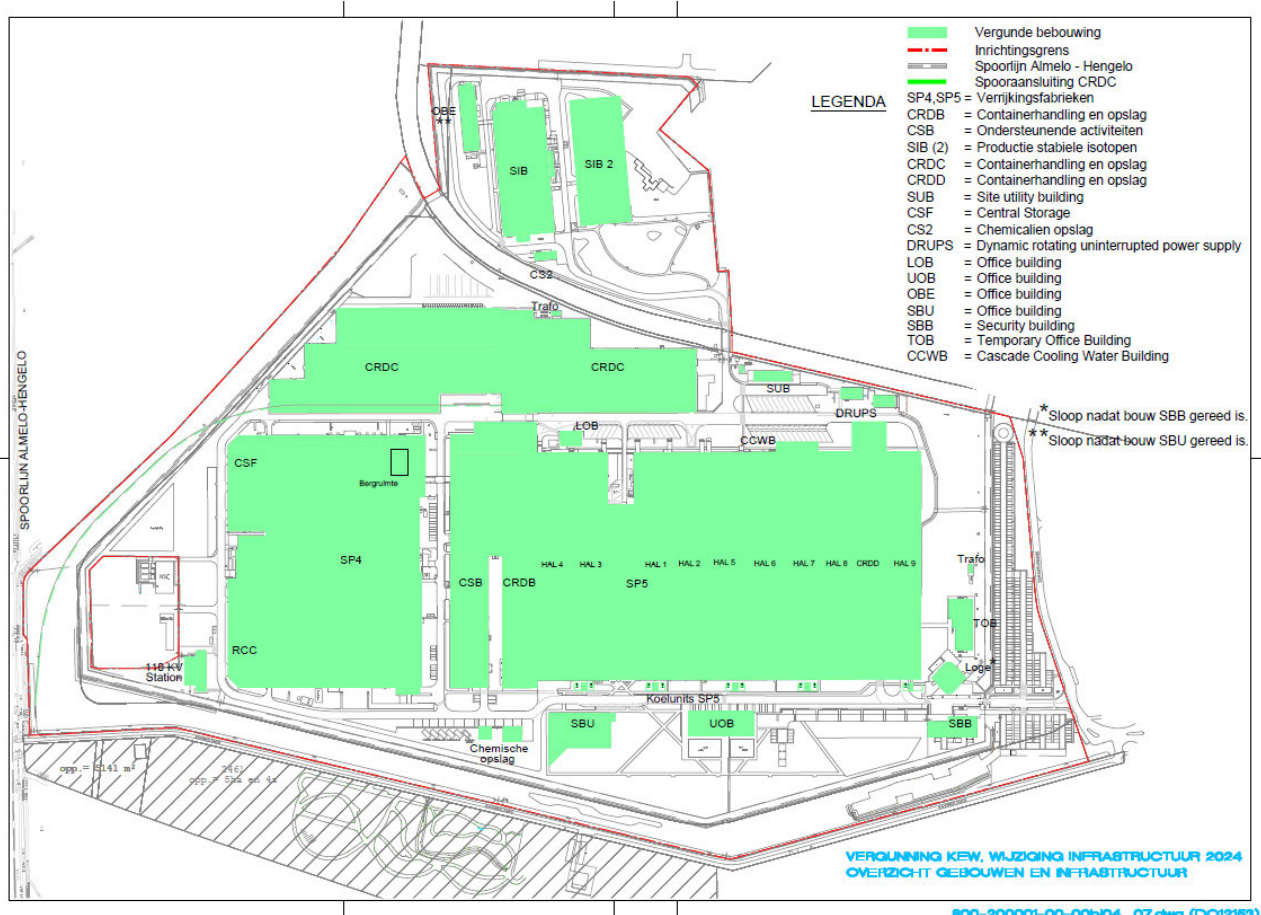 Vergunde bebouwing
Inrichtingsgrens
Spoorlijn Almelo - Hengelo
Spooraansluiting CRDC
LEGENDA
SP4,SP5 = Verrijkingsfabrieken
CRDB = Containerhandling en opslag
CSB = Ondersteunende activiteiten
SIB (2) = Productie stabiele isotopen
CRDC = Containerhandling en opslag
CRDD = Containerhandling en opslag
SUB = Site utility building
CSF = Central Storage
CS2 = Chemicalien opslag
DRUPS = Dynamic rotating uninterrupted power supply
LOB = Office building
UOB = Office building
OBE = Office building
SBU = Office building
SBB = Security building
TOB = Temporary Office Building
CCWB = Cascade Cooling Water Building
*Sloop nadat bouw SBB gereed is.
**Sloop nadat bouw SBU gereed is.
OBE
**
SIB
SIB 2
CS2
Trafo
CRDC
CRDC
SUB
DRUPS
LOB
CCWB
SPOORLIJN ALMELO-HENGELO
CSF
Bergruimte
SP4
RCC
CSB
CRDB
HAL 4
HAL 3
HAL 1
HAL 2
HAL 5
HAL 6
HAL 7
HAL 8
CRDD
HAL 9
SP5
Trafo
TOB
Loge*
110 KV
Station
Koelunits SP5
SBU
UOB
SBB
Chemische
opslag
2461
opp.= 5ha en 4a
VERGUNNING KEW, WIJZIGING INFRASTRUCTUUR 2024
OVERZICHT GEBOUWEN EN INFRASTRUCTUUR